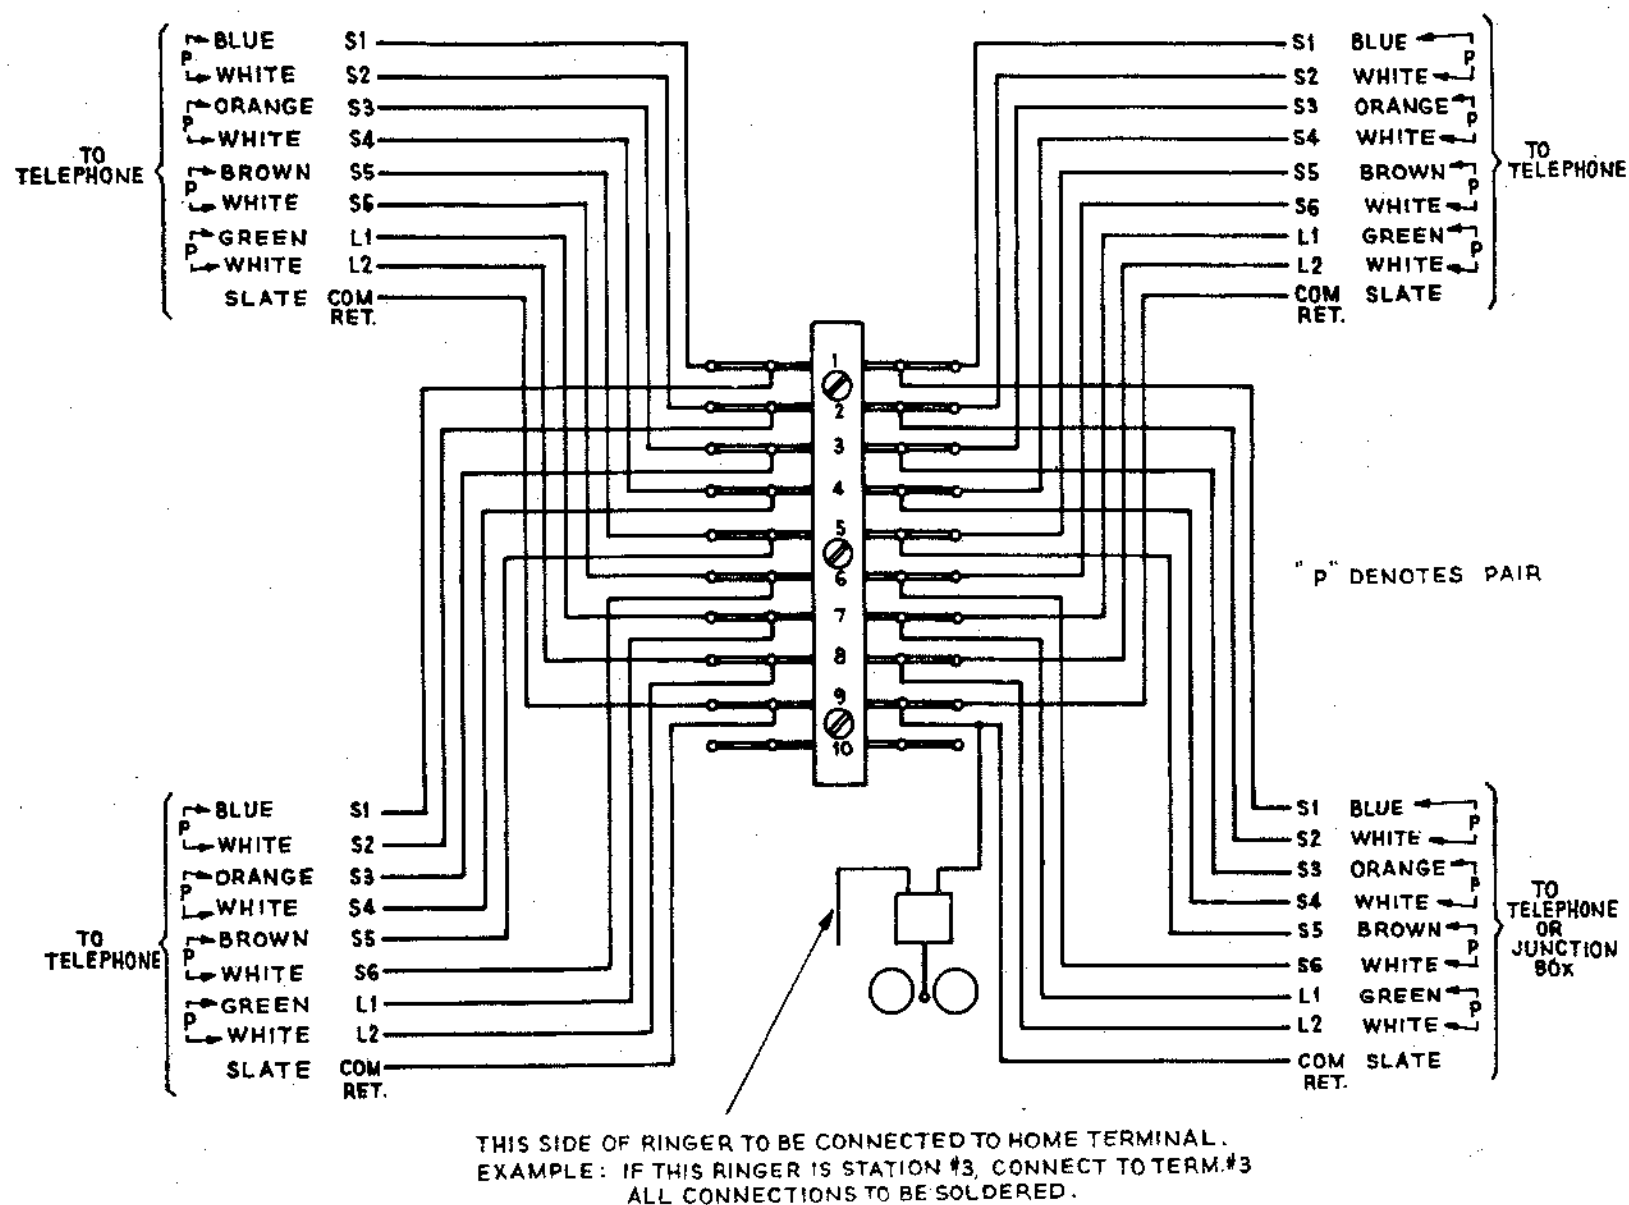 BLUE S1
P
WHITE S2
ORANGE S3
P
WHITE S4
BROWN S5
P
WHITE S6
GREEN L1
P
WHITE L2
SLATE COM
RET.
TO
TELEPHONE
S1 BLUE
P
S2 WHITE
S3 ORANGE
P
S4 WHITE
S5 BROWN
P
S6 WHITE
L1 GREEN
P
L2 WHITE
COM SLATE
RET.
TO
TELEPHONE
1
2
3
4
5
6
7
8
9
10
"P" DENOTES PAIR
BLUE S1
P
WHITE S2
ORANGE S3
P
WHITE S4
BROWN S5
P
WHITE S6
GREEN L1
P
WHITE L2
SLATE COM
RET.
TO
TELEPHONE
S1 BLUE
P
S2 WHITE
S3 ORANGE
P
S4 WHITE
S5 BROWN
P
S6 WHITE
L1 GREEN
P
L2 WHITE
COM SLATE
RET.
TO
TELEPHONE
OR
JUNCTION
BOX
THIS SIDE OF RINGER TO BE CONNECTED TO HOME TERMINAL.
EXAMPLE: IF THIS RINGER IS STATION #3, CONNECT TO TERM.#3
ALL CONNECTIONS TO BE SOLDERED.